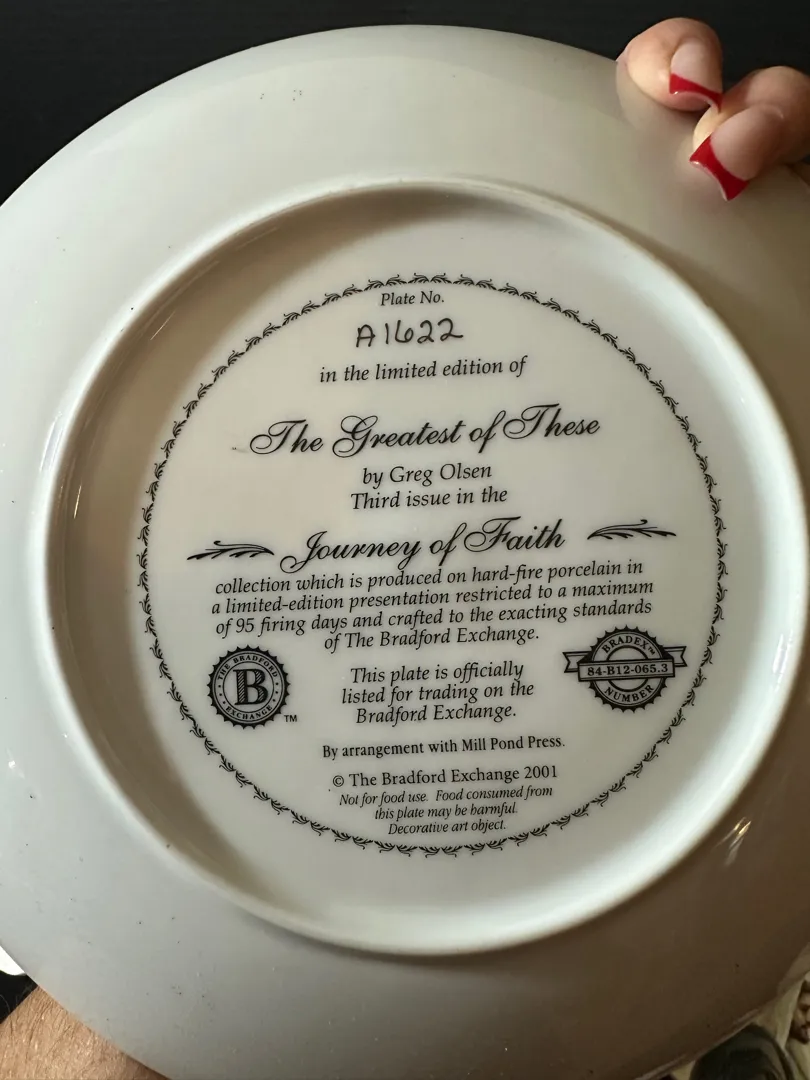 Plate No.
A1622
in the limited edition of
The Greatest of These
by Greg Olsen
Third issue in the
Journey of Faith
collection which is produced on hard-fire porcelain in
a limited-edition presentation restricted to a maximum
of 95 firing days and crafted to the exacting standards
of The Bradford Exchange.
THE BRADFORD
B
EXCHANGE
TM
This plate is officially
listed for trading on the
Bradford Exchange.
BRADEX™
84-B12-065.3
NUMBER
By arrangement with Mill Pond Press.
© The Bradford Exchange 2001
Not for food use. Food consumed from
this plate may be harmful.
Decorative art object.